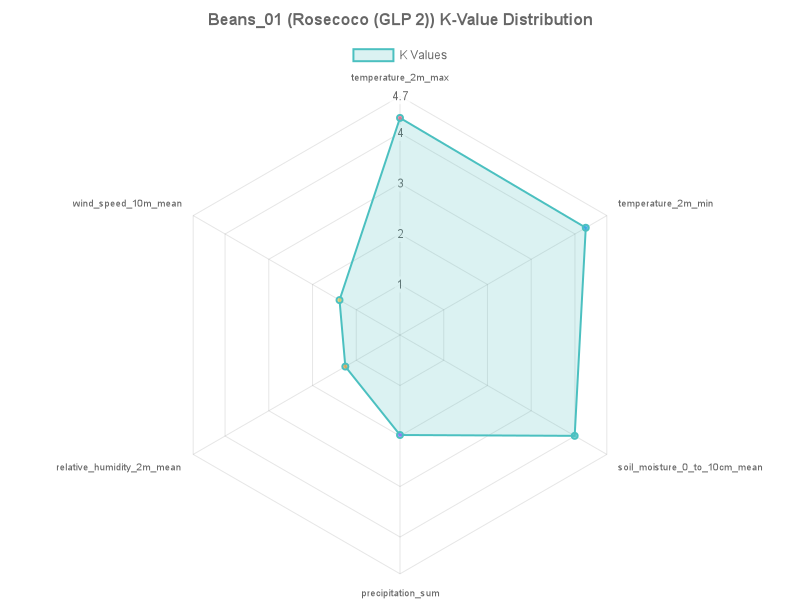 Beans_01 (Rosecoco (GLP 2)) K-Value Distribution
K Values
temperature_2m_max
4.7
4
3
2
1
wind_speed_10m_mean
temperature_2m_min
relative_humidity_2m_mean
soil_moisture_0_to_10cm_mean
precipitation_sum